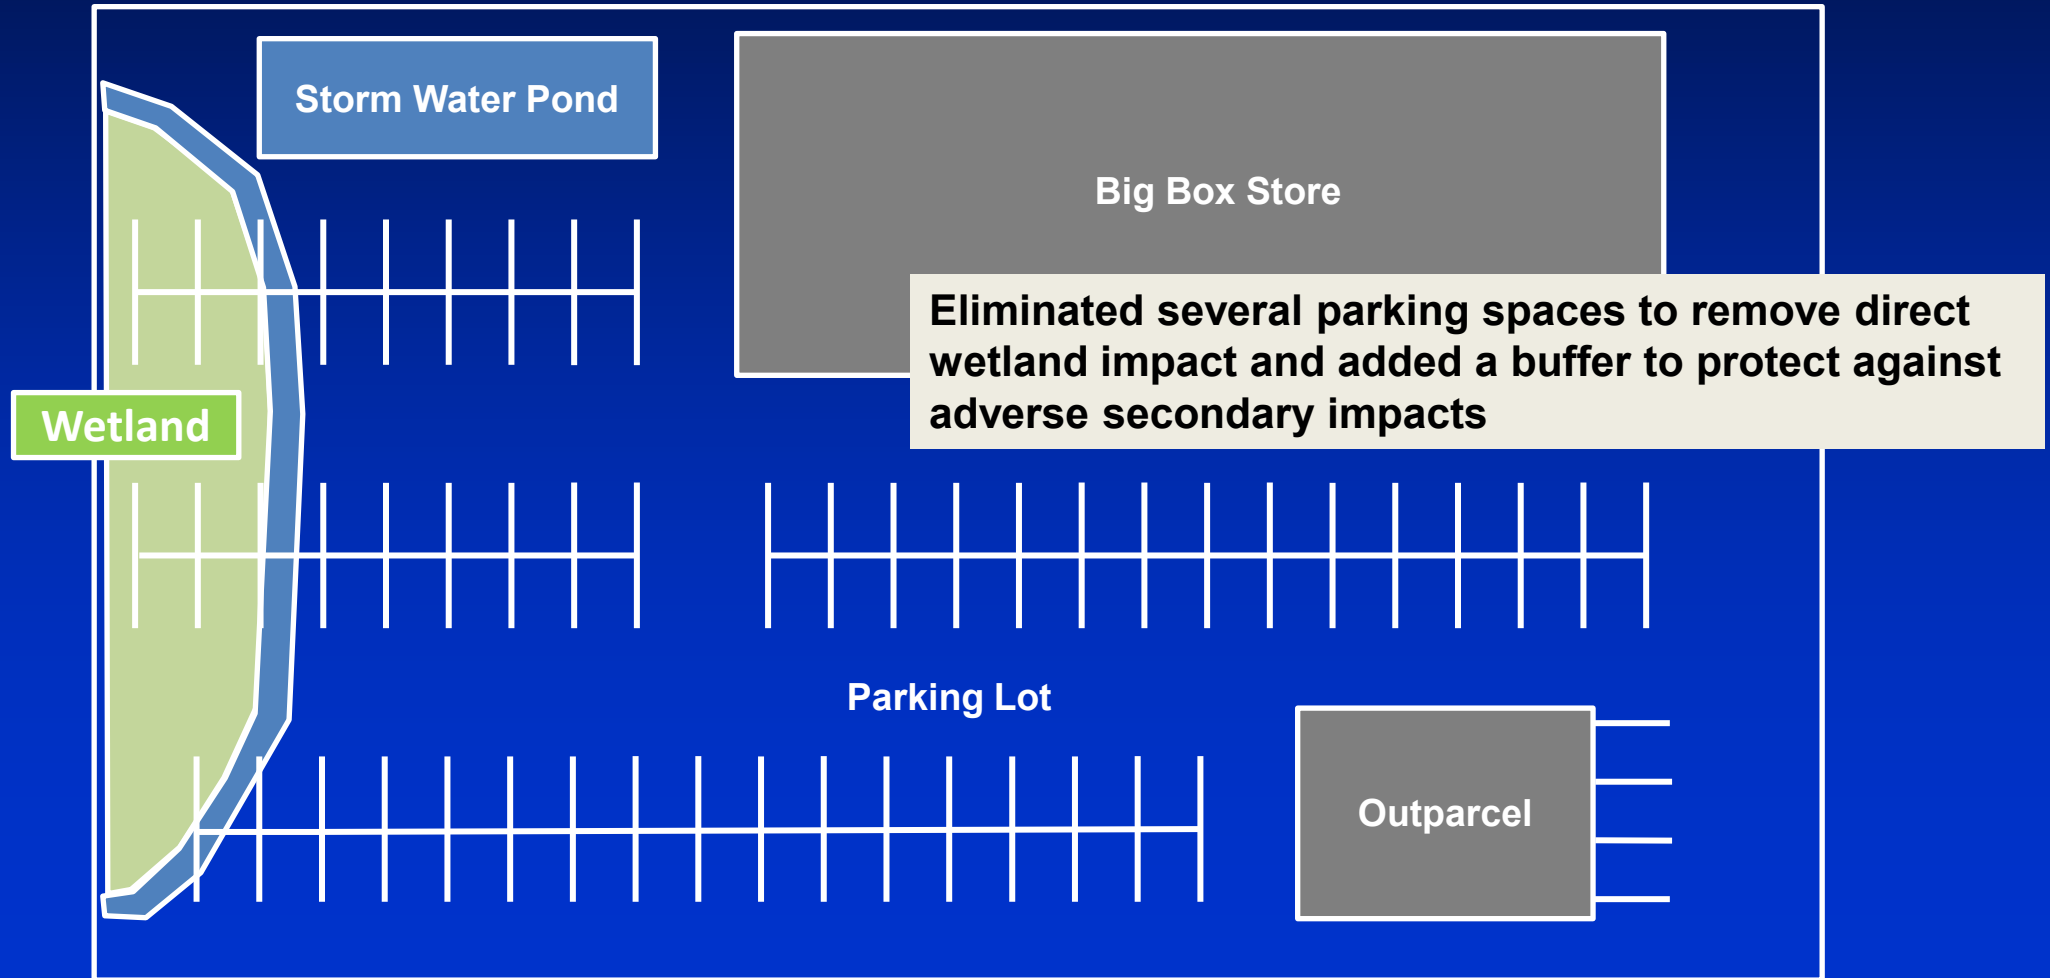 Storm Water Pond
Big Box Store
Eliminated several parking spaces to remove direct
wetland impact and added a buffer to protect against
adverse secondary impacts
Wetland
Parking Lot
Outparcel